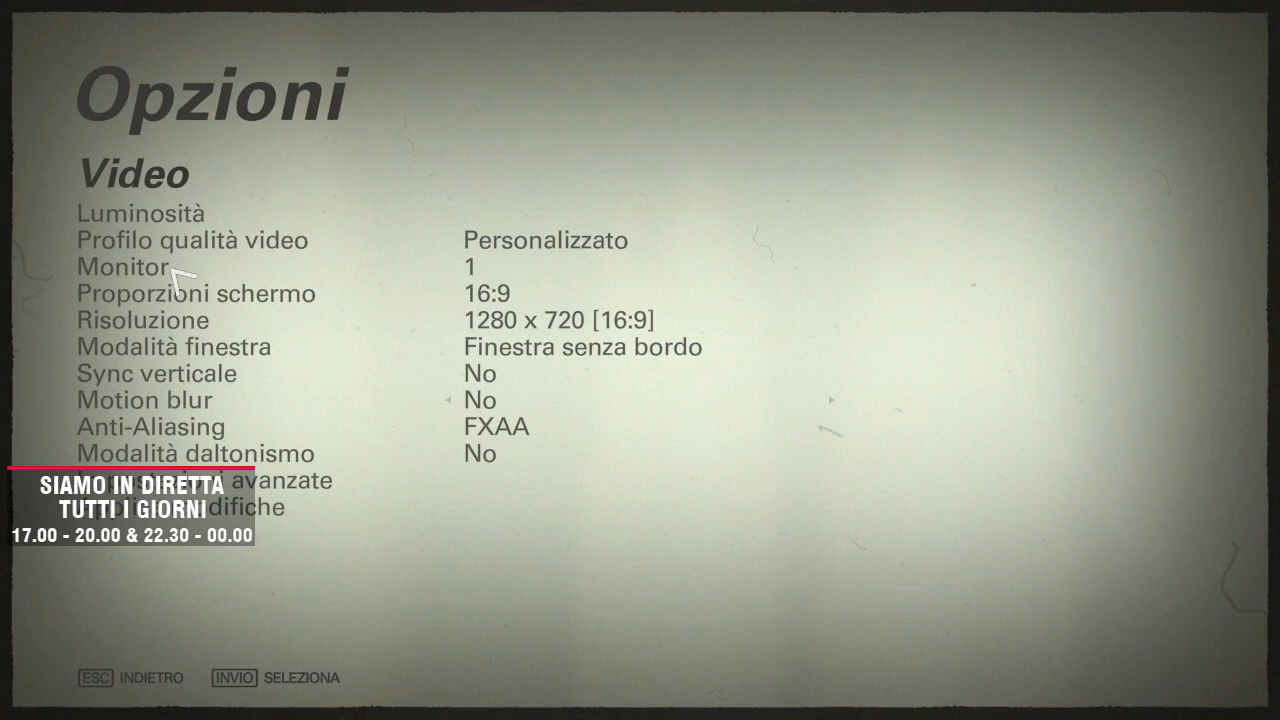 Opzioni
Video
Luminosità
Profilo qualità video Personalizzato
Monitor 1
Proporzioni schermo 16:9
Risoluzione 1280 x 720 [16:9]
Modalità finestra Finestra senza bordo
Sync verticale No
Motion blur No
Anti-Aliasing FXAA
Modalità daltonismo No
avanzate
SIAMO IN DIRETTA
TUTTI I GIORNI
17.00 - 20.00 & 22.30 - 00.00
ESC INDIETRO INVIO SELEZIONA